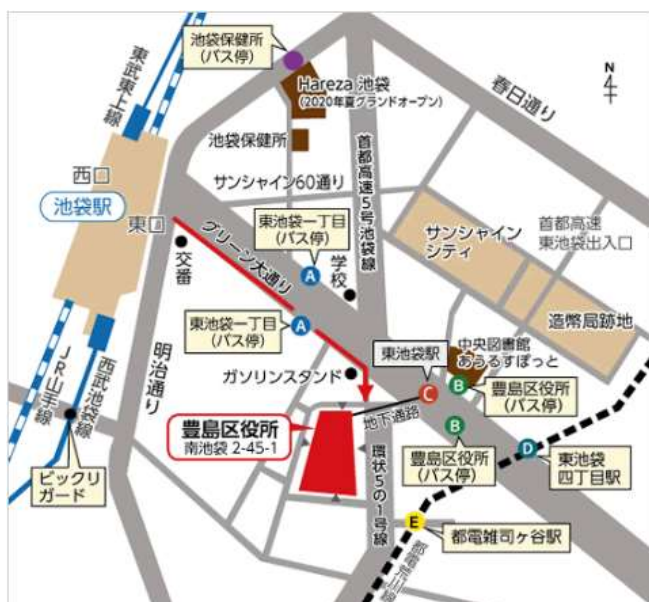 池袋保健所
(バス停)
Hareza 池袋
(2020年夏グランドオープン)
池袋保健所
東武東上線
西口
池袋駅
東口
サンシャイン60通り
首都高速5号池袋線
春日通り
N
4
サンシャイン
シティ
首都高速
東池袋出入口
造幣局跡地
グリーン大通り
交番
東池袋一丁目
(バス停)
A
学校
東池袋一丁目
(バス停)
A
明治通り
ガソリンスタンド
東池袋駅
C
中央図書館
あうるすぽっと
B
豊島区役所
(バス停)
B
豊島区役所
(バス停)
地下通路
豊島区役所
南池袋 2-45-1
環状5の1号線
D
東池袋
四丁目駅
E
都電雑司ヶ谷駅
都電荒川線
JR山手線
西武池袋線
ビックリ
ガード